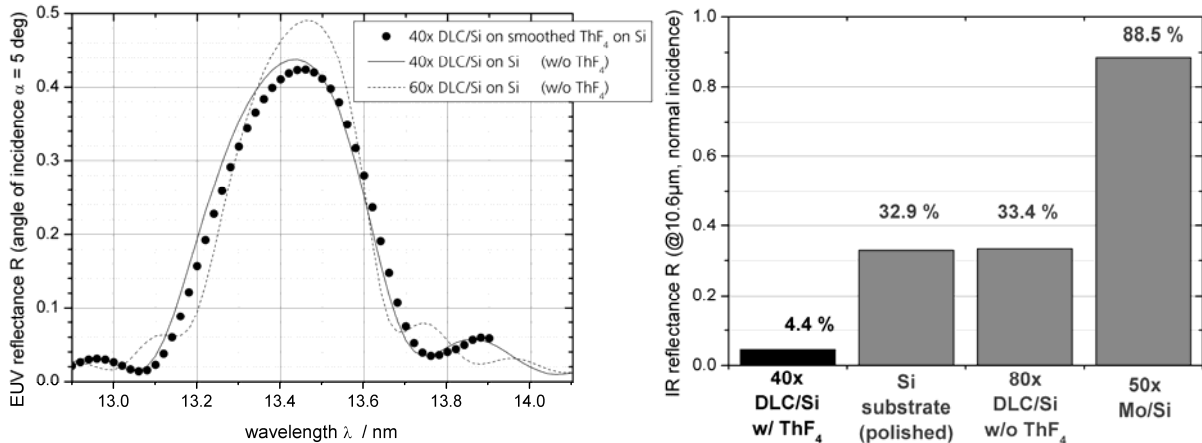 EUV reflectance R (angle of incidence α = 5 deg)
0.5
0.4
0.3
0.2
0.1
0.0
40x DLC/Si on smoothed ThF4 on Si
40x DLC/Si on Si (w/o ThF4)
60x DLC/Si on Si (w/o ThF4)
13.0
13.2
13.4
13.6
13.8
14.0
wavelength λ / nm
IR reflectance R (@10.6µm, normal incidence)
1.0
0.8
0.6
0.4
0.2
0.0
4.4 %
32.9 %
33.4 %
88.5 %
40x
DLC/Si
w/ ThF4
Si
substrate
(polished)
80x
DLC/Si
w/o ThF4
50x
Mo/Si